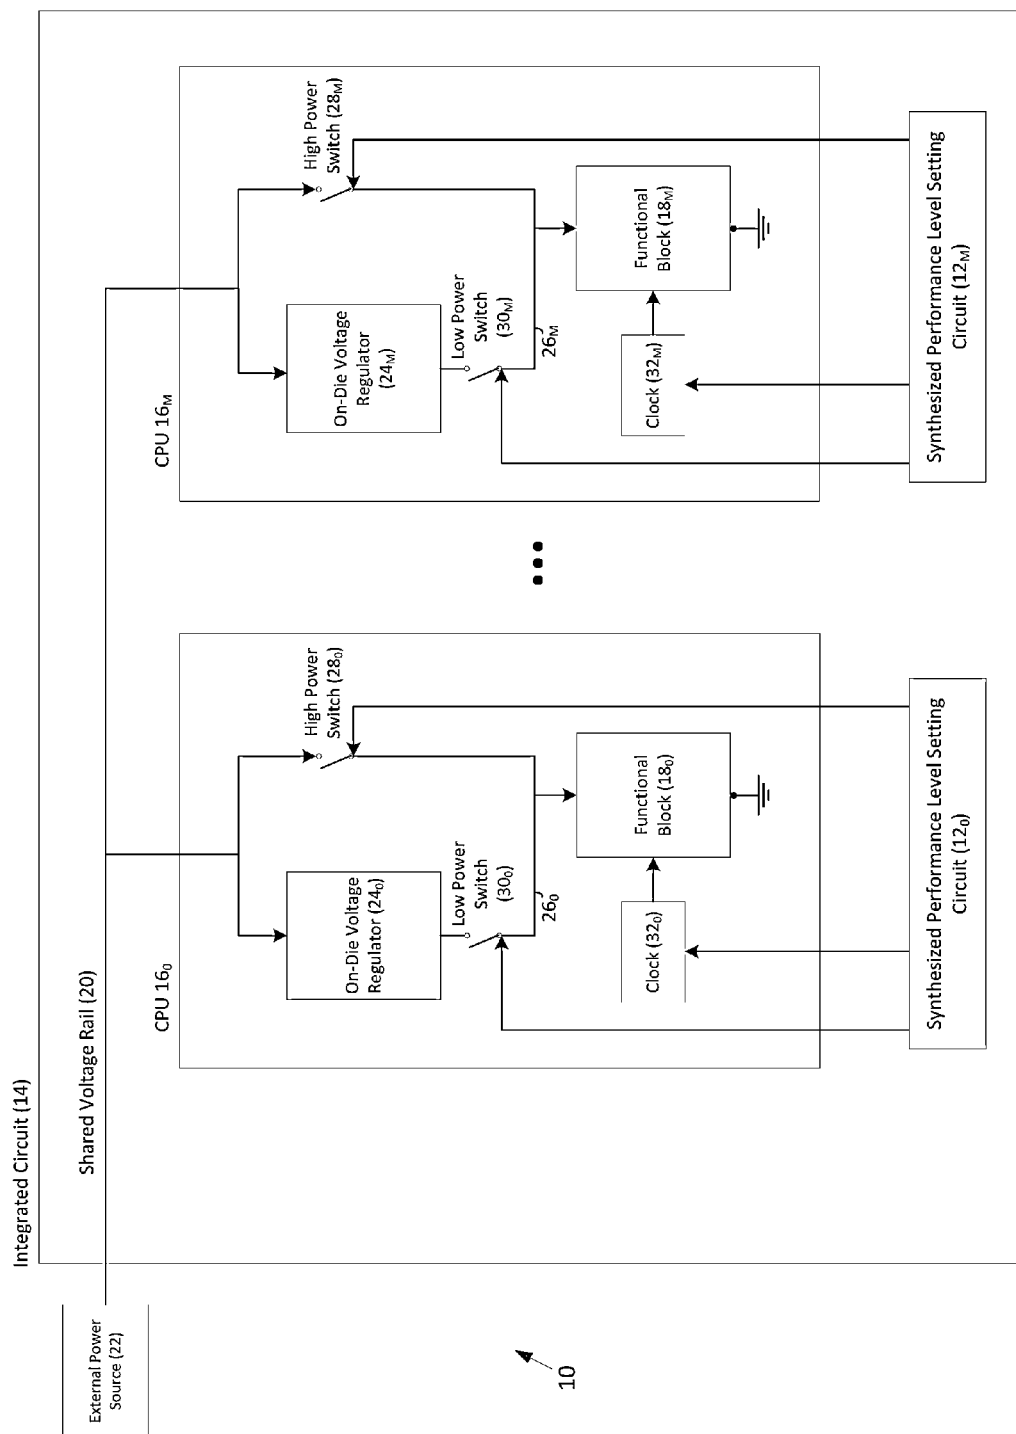 Integrated Circuit (14)
External Power
Source (22)
Shared Voltage Rail (20)
CPU 16₀
On-Die Voltage
Regulator (24₀)
High Power
Switch (28₀)
Low Power
Switch
(30₀)
26₀
Clock (32₀)
Functional
Block (18₀)
Synthesized Performance Level Setting
Circuit (12₀)
•••
CPU 16M
On-Die Voltage
Regulator
(24M)
High Power
Switch (28M)
Low Power
Switch
(30M)
26M
Clock (32M)
Functional
Block (18M)
Synthesized Performance Level Setting
Circuit (12M)
10